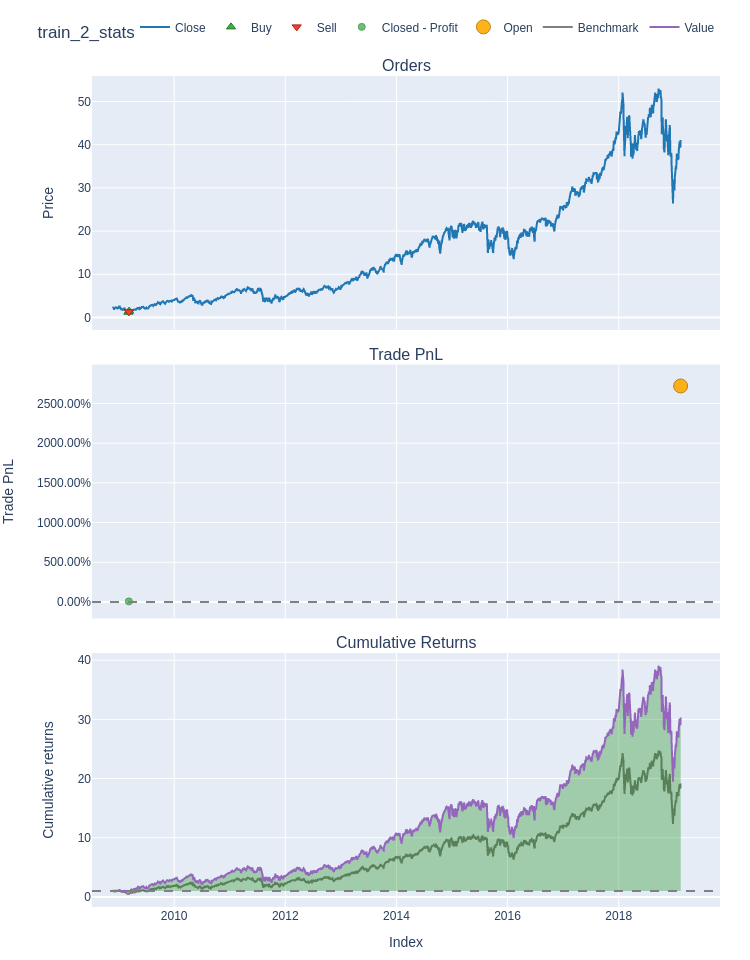 train_2_stats
Close Buy Sell Closed - Profit Open Benchmark Value
Orders
50
40
30
20
10
0
Price
Trade PnL
2500.00%
2000.00%
1500.00%
1000.00%
500.00%
0.00%
Trade PnL
Cumulative Returns
40
30
20
10
0
Cumulative returns
2010 2012 2014 2016 2018
Index